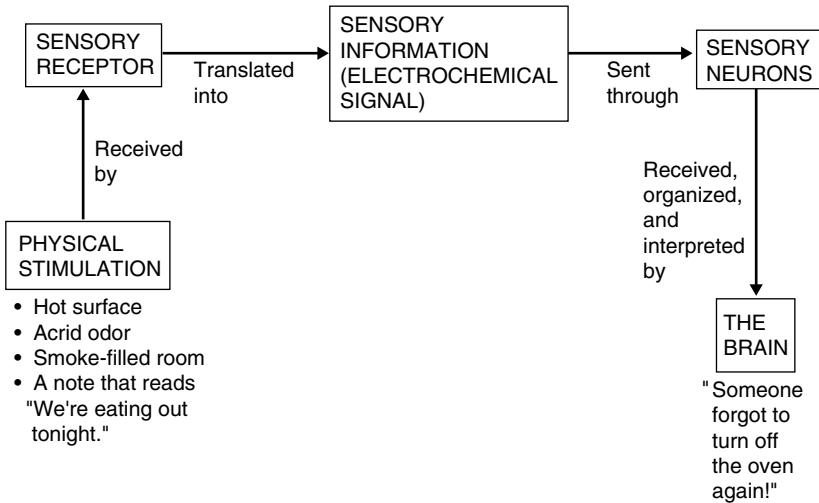 PHYSICAL
STIMULATION
• Hot surface
• Acrid odor
• Smoke-filled room
• A note that reads
"We're eating out
tonight."
Received
by
SENSORY
RECEPTOR
Translated
into
SENSORY
INFORMATION
(ELECTROCHEMICAL
SIGNAL)
Sent
through
SENSORY
NEURONS
Received,
organized,
and
interpreted
by
THE
BRAIN
"Someone
forgot to
turn off
the oven
again!"